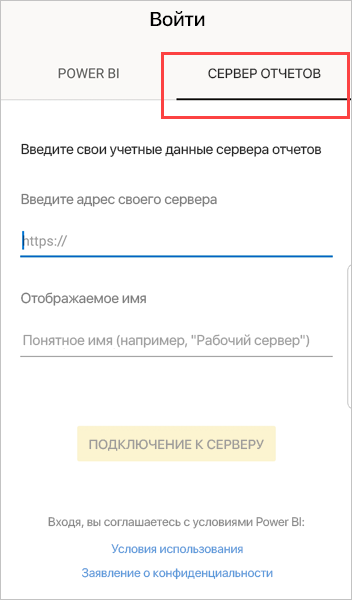 Войти
POWER BI
СЕРВЕР ОТЧЕТОВ
Введите свои учетные данные сервера отчетов
Введите адрес своего сервера
https://
Отображаемое имя
Понятное имя (например, "Рабочий сервер")
ПОДКЛЮЧЕНИЕ К СЕРВЕРУ
Входя, вы соглашаетесь с условиями Power BI:
Условия использования
Заявление о конфиденциальности